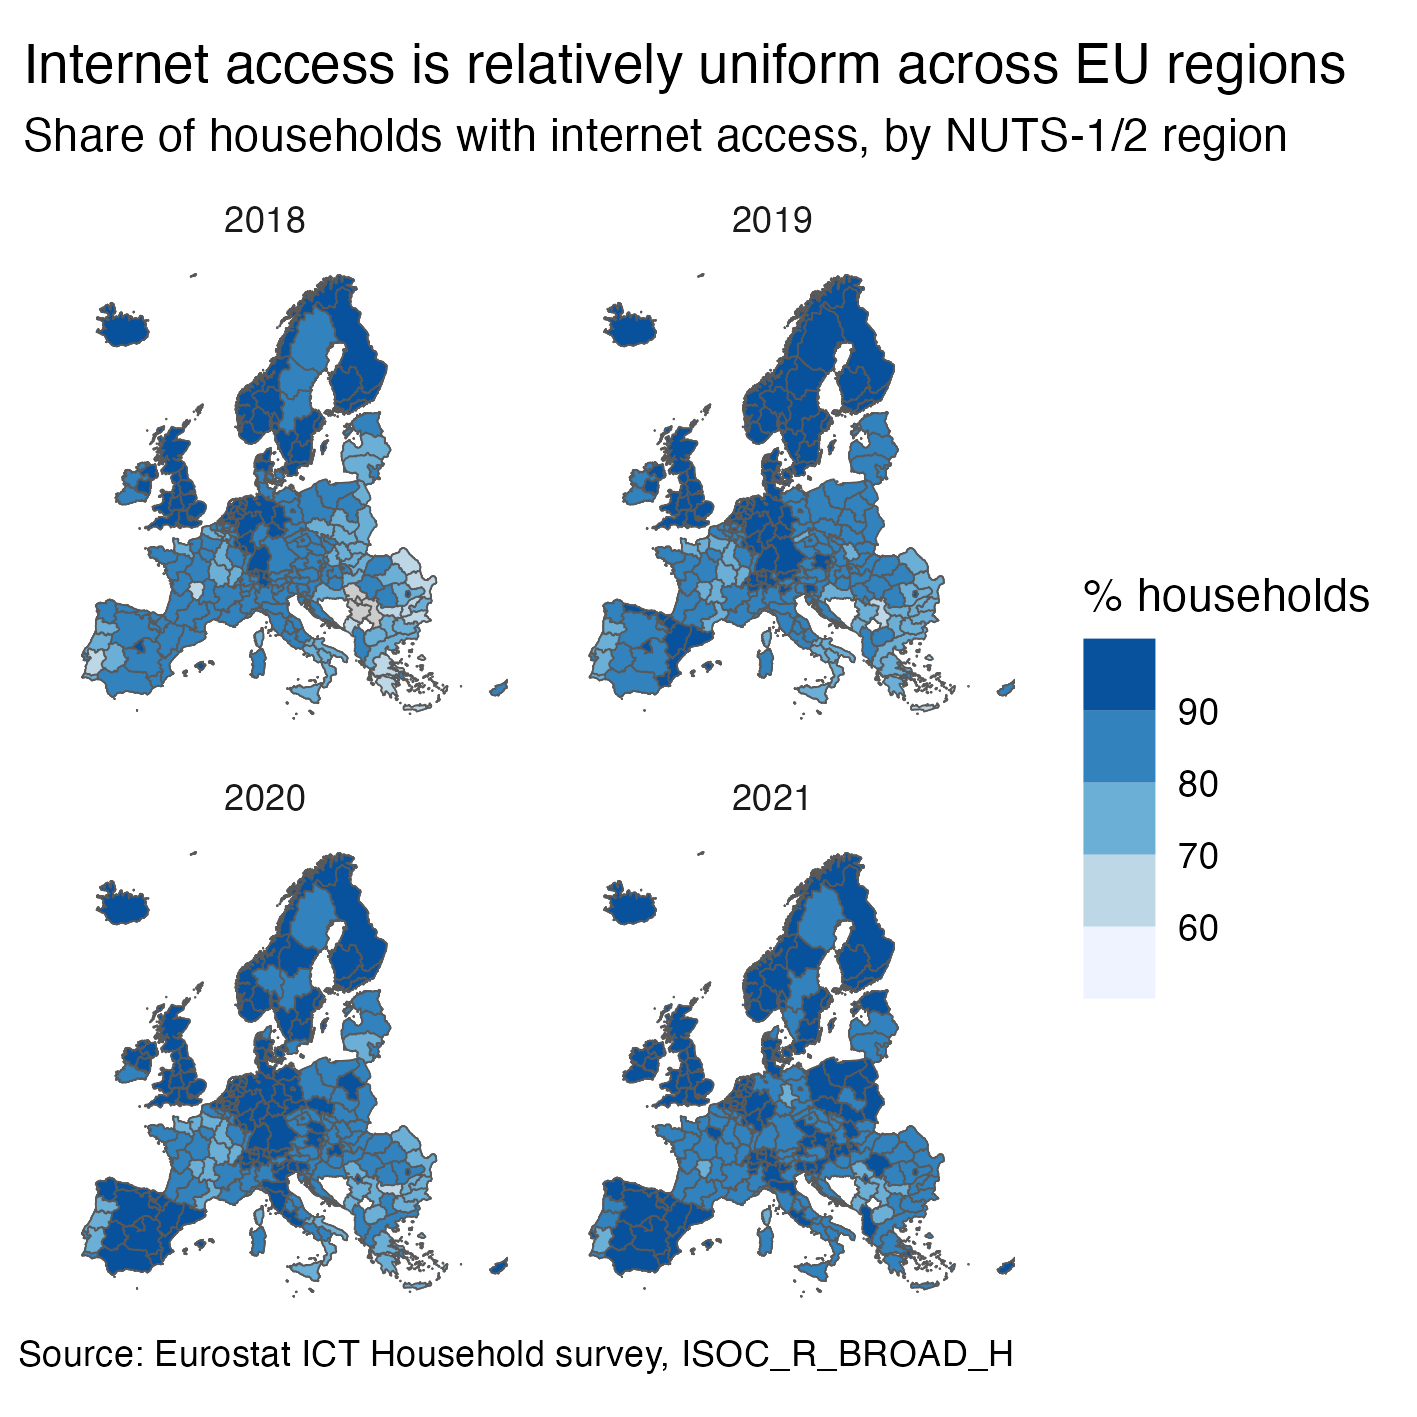 Internet access is relatively uniform across EU regions
Share of households with internet access, by NUTS-1/2 region
2018
2019
2020
2021
% households
90
80
70
60
Source: Eurostat ICT Household survey, ISOC_R_BROAD_H